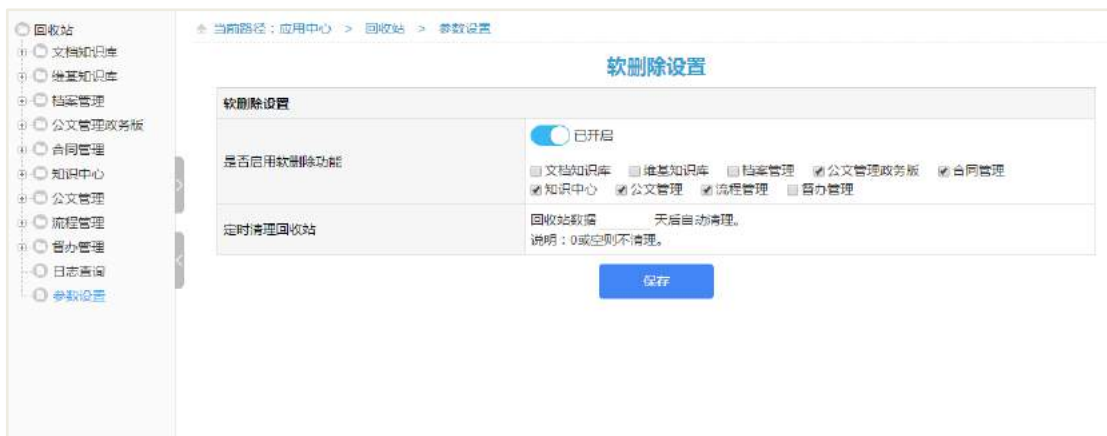 回收站
文档知识库
维基知识库
档案管理
公文管理政务版
合同管理
知识中心
公文管理
流程管理
督办管理
日志查询
参数设置
当前路径：应用中心 > 回收站 > 参数设置
软删除设置
软删除设置
是否启用软删除功能
已开启
文档知识库 维基知识库 档案管理 公文管理政务版 合同管理
知识中心 公文管理 流程管理 督办管理
定时清理回收站
回收站数据 天后自动清理。
说明：0或空则不清理。
保存